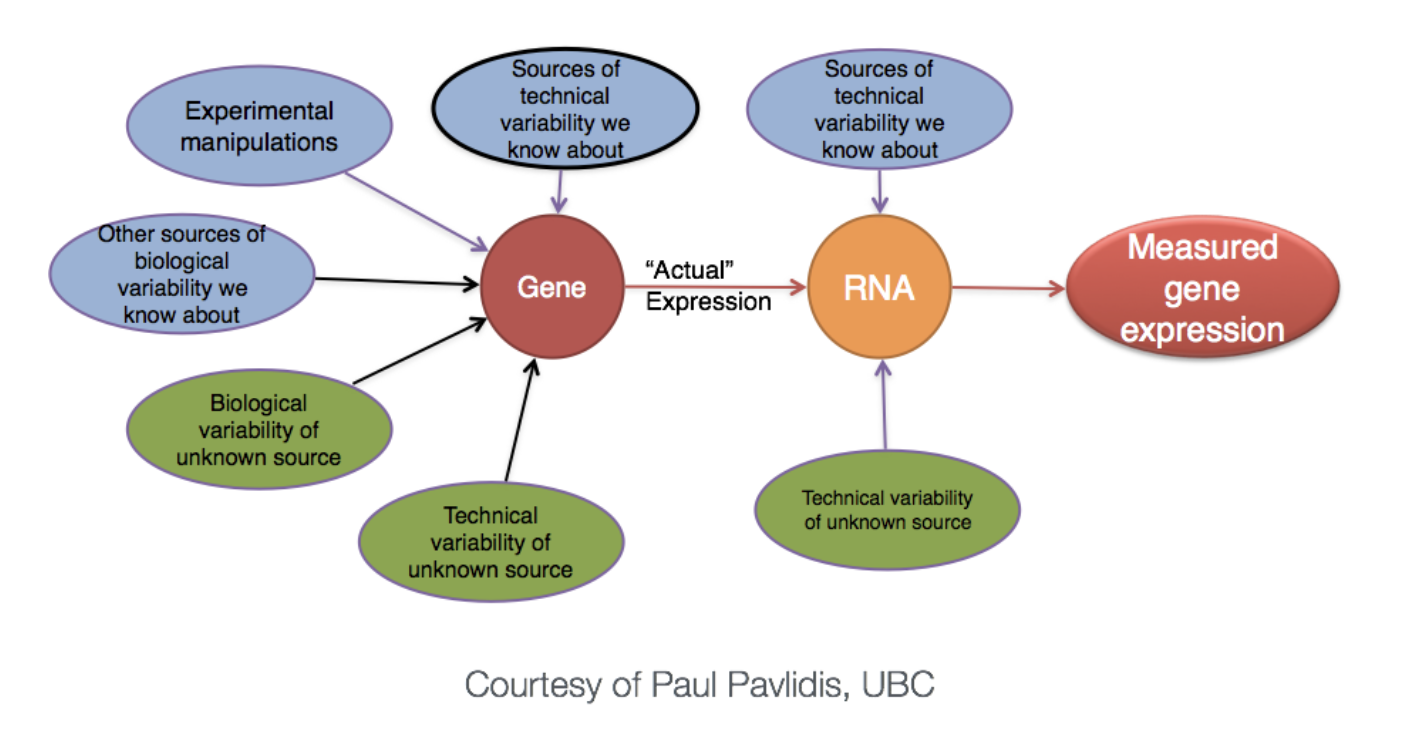 Experimental
manipulations
Sources of
technical
variability we
know about
Sources of
technical
variability we
know about
Other sources of
biological
variability we
know about
Gene
“Actual”
Expression
RNA
Measured
gene
expression
Biological
variability of
unknown source
Technical
variability of
unknown source
Technical variability
of unknown source
Courtesy of Paul Pavlidis, UBC